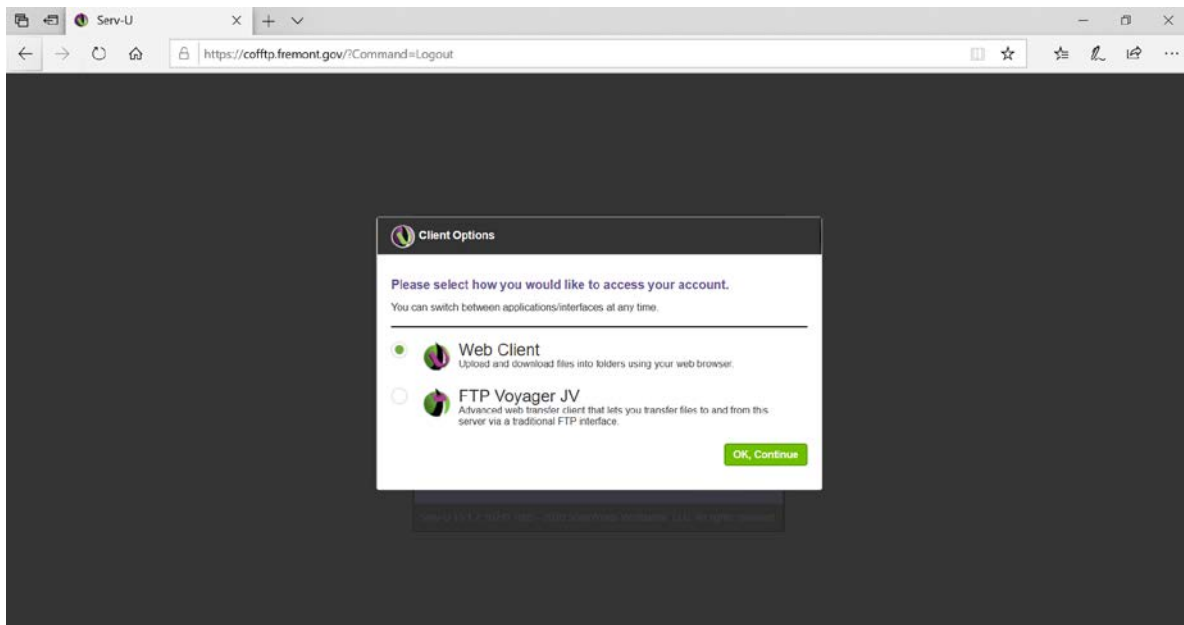 Serv-U
https://cofftp.fremont.gov/?Command=Logout
Client Options
Please select how you would like to access your account.
You can switch between applications/interfaces at any time.
Web Client
Upload and download files into folders using your web browser.
FTP Voyager JV
Advanced web transfer client that lets you transfer files to and from this
server via a traditional FTP interface.
OK, Continue